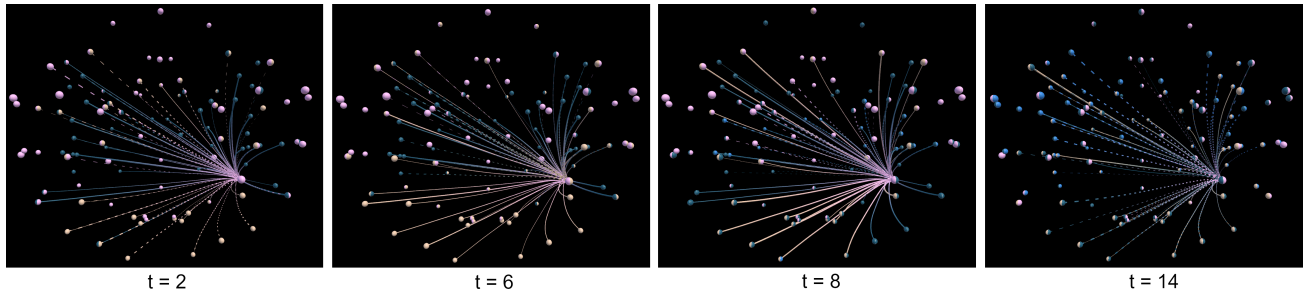 t = 2
t = 6
t = 8
t = 14